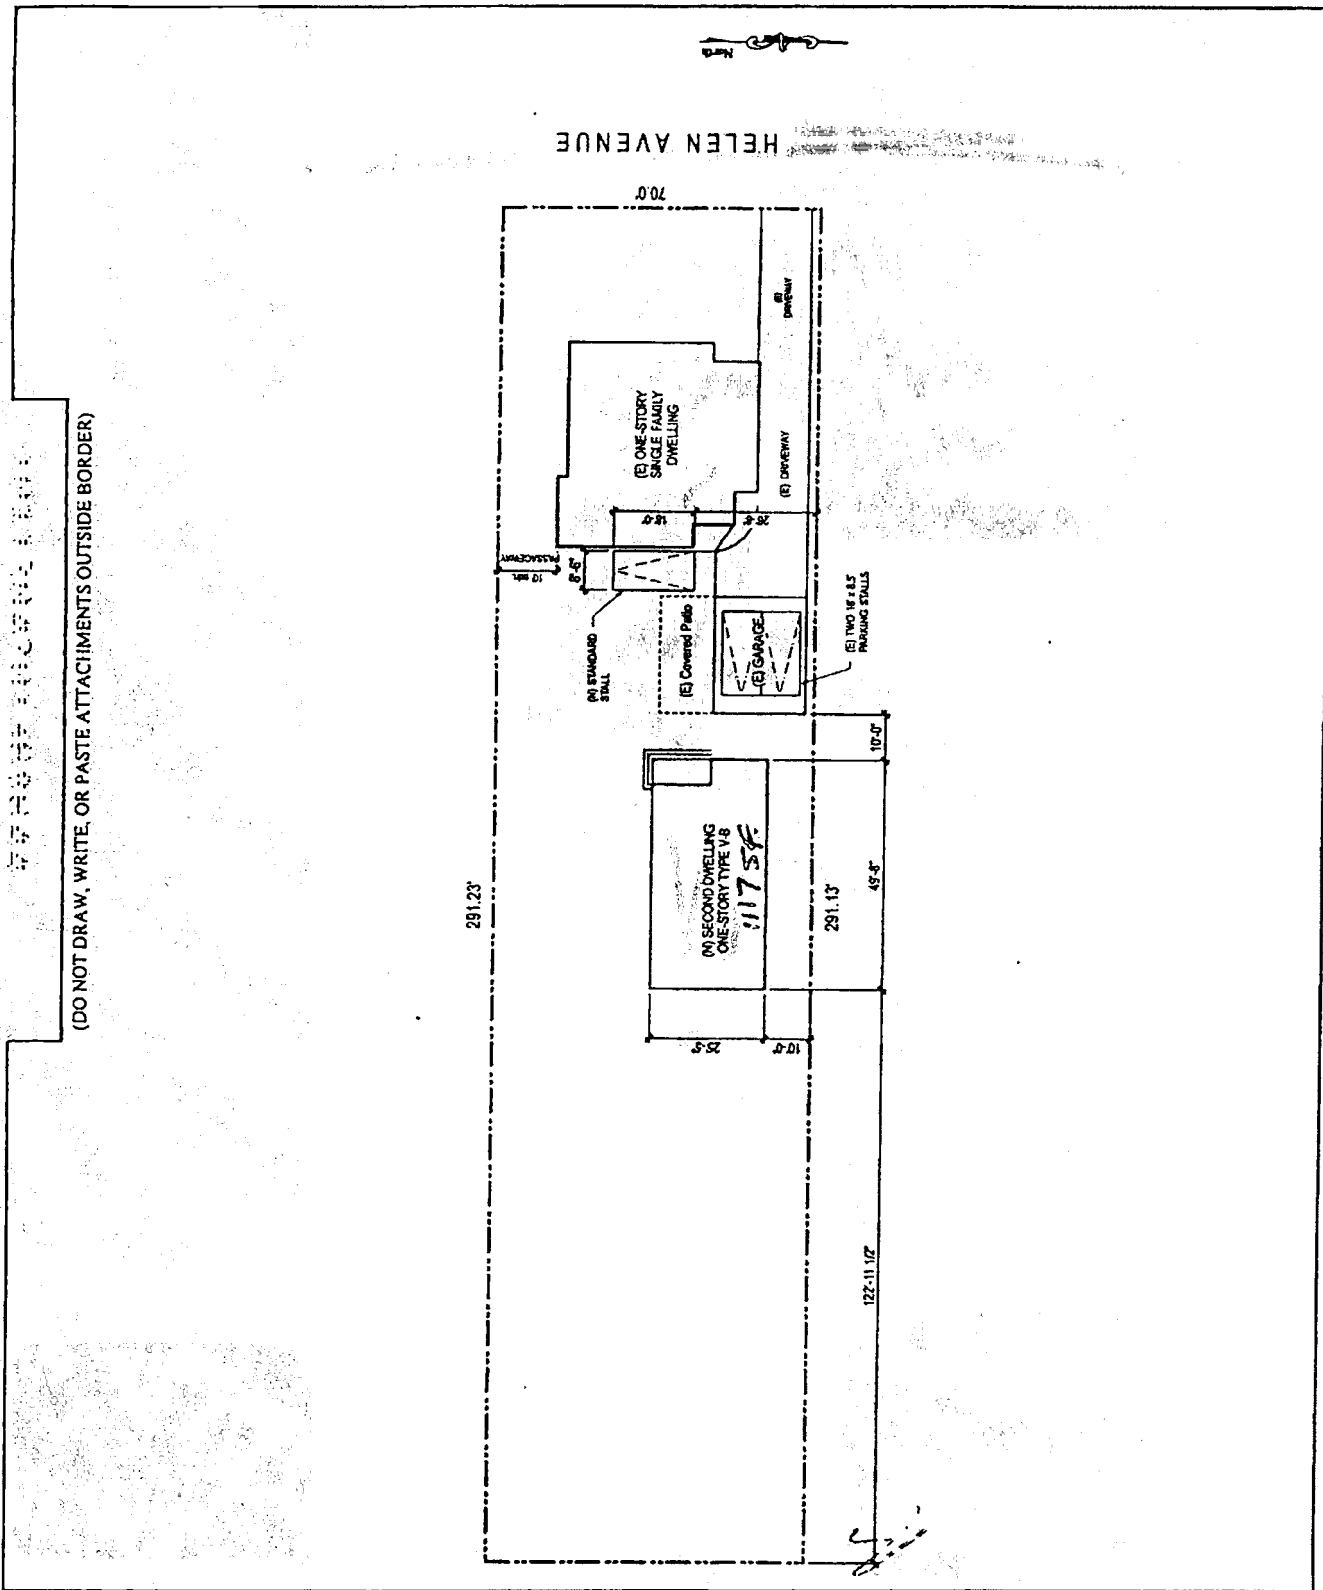 (DO NOT DRAW, WRITE, OR PASTE ATTACHMENTS OUTSIDE BORDER)
North
HELEN AVENUE
70.0'
(E)
DRIVEWAY
(E) ONE-STORY
SINGLE FAMILY
DWELLING
(E) DRIVEWAY
18'-0"
26'-8"
10' min.
PASSAGEWAY
8'-6"
(N) STANDARD
STALL
(E) Covered Patio
(E) GARAGE
(E) TWO 18' x 8.5'
PARKING STALLS
10'-0"
291.23'
(N) SECOND DWELLING
ONE-STORY TYPE V-B
1117 SF
291.13'
49'-8"
25'-5"
10'-0"
122'-11 1/2"